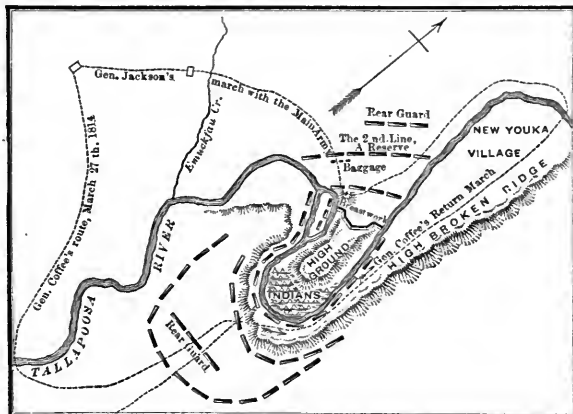 Gen. Jackson's
march with the Main Army
Emuckfau Cr.
Gen. Coffee's route, March 27 th. 1814
Rear Guard
The 2nd. Line,
A Reserve
Baggage
Breastwork
NEW YOUKA
VILLAGE
Gen. Coffee's Return March
HIGH BROKEN RIDGE
HIGH
GROUND
INDIANS
TALLAPOOSA
RIVER
Rear
Guard